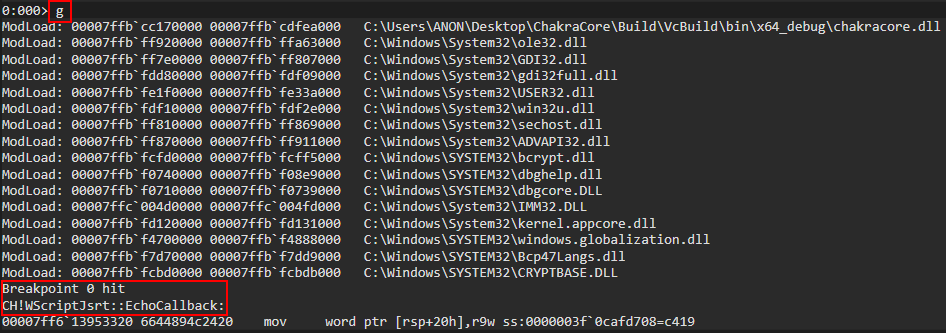 0:000> g
ModLoad: 00007ffb`cc170000 00007ffb`cdfea000   C:\Users\ANON\Desktop\ChakraCore\Build\VcBuild\bin\x64_debug\chakracore.dll
ModLoad: 00007ffb`ff920000 00007ffb`ffa63000   C:\Windows\System32\ole32.dll
ModLoad: 00007ffb`ff7e0000 00007ffb`ff807000   C:\Windows\System32\GDI32.dll
ModLoad: 00007ffb`fdd80000 00007ffb`fdf09000   C:\Windows\System32\gdi32full.dll
ModLoad: 00007ffb`fe1f0000 00007ffb`fe33a000   C:\Windows\System32\USER32.dll
ModLoad: 00007ffb`fdf10000 00007ffb`fdf2e000   C:\Windows\System32\win32u.dll
ModLoad: 00007ffb`ff810000 00007ffb`ff869000   C:\Windows\System32\sechost.dll
ModLoad: 00007ffb`ff870000 00007ffb`ff911000   C:\Windows\System32\ADVAPI32.dll
ModLoad: 00007ffb`fcfd0000 00007ffb`fcff5000   C:\Windows\SYSTEM32\bcrypt.dll
ModLoad: 00007ffb`f0740000 00007ffb`f08e9000   C:\Windows\SYSTEM32\dbghelp.dll
ModLoad: 00007ffb`f0710000 00007ffb`f0739000   C:\Windows\SYSTEM32\dbgcore.DLL
ModLoad: 00007ffc`004d0000 00007ffc`004fd000   C:\Windows\System32\IMM32.DLL
ModLoad: 00007ffb`fd120000 00007ffb`fd131000   C:\Windows\System32\kernel.appcore.dll
ModLoad: 00007ffb`f4700000 00007ffb`f4888000   C:\Windows\SYSTEM32\windows.globalization.dll
ModLoad: 00007ffb`f7d70000 00007ffb`f7dd9000   C:\Windows\SYSTEM32\Bcp47Langs.dll
ModLoad: 00007ffb`fcbd0000 00007ffb`fcbdb000   C:\Windows\SYSTEM32\CRYPTBASE.DLL
Breakpoint 0 hit
CH!WScriptJsrt::EchoCallback:
00007ff6`13953320 6644894c2420    mov     word ptr [rsp+20h],r9w ss:0000003f`0cafd708=c419